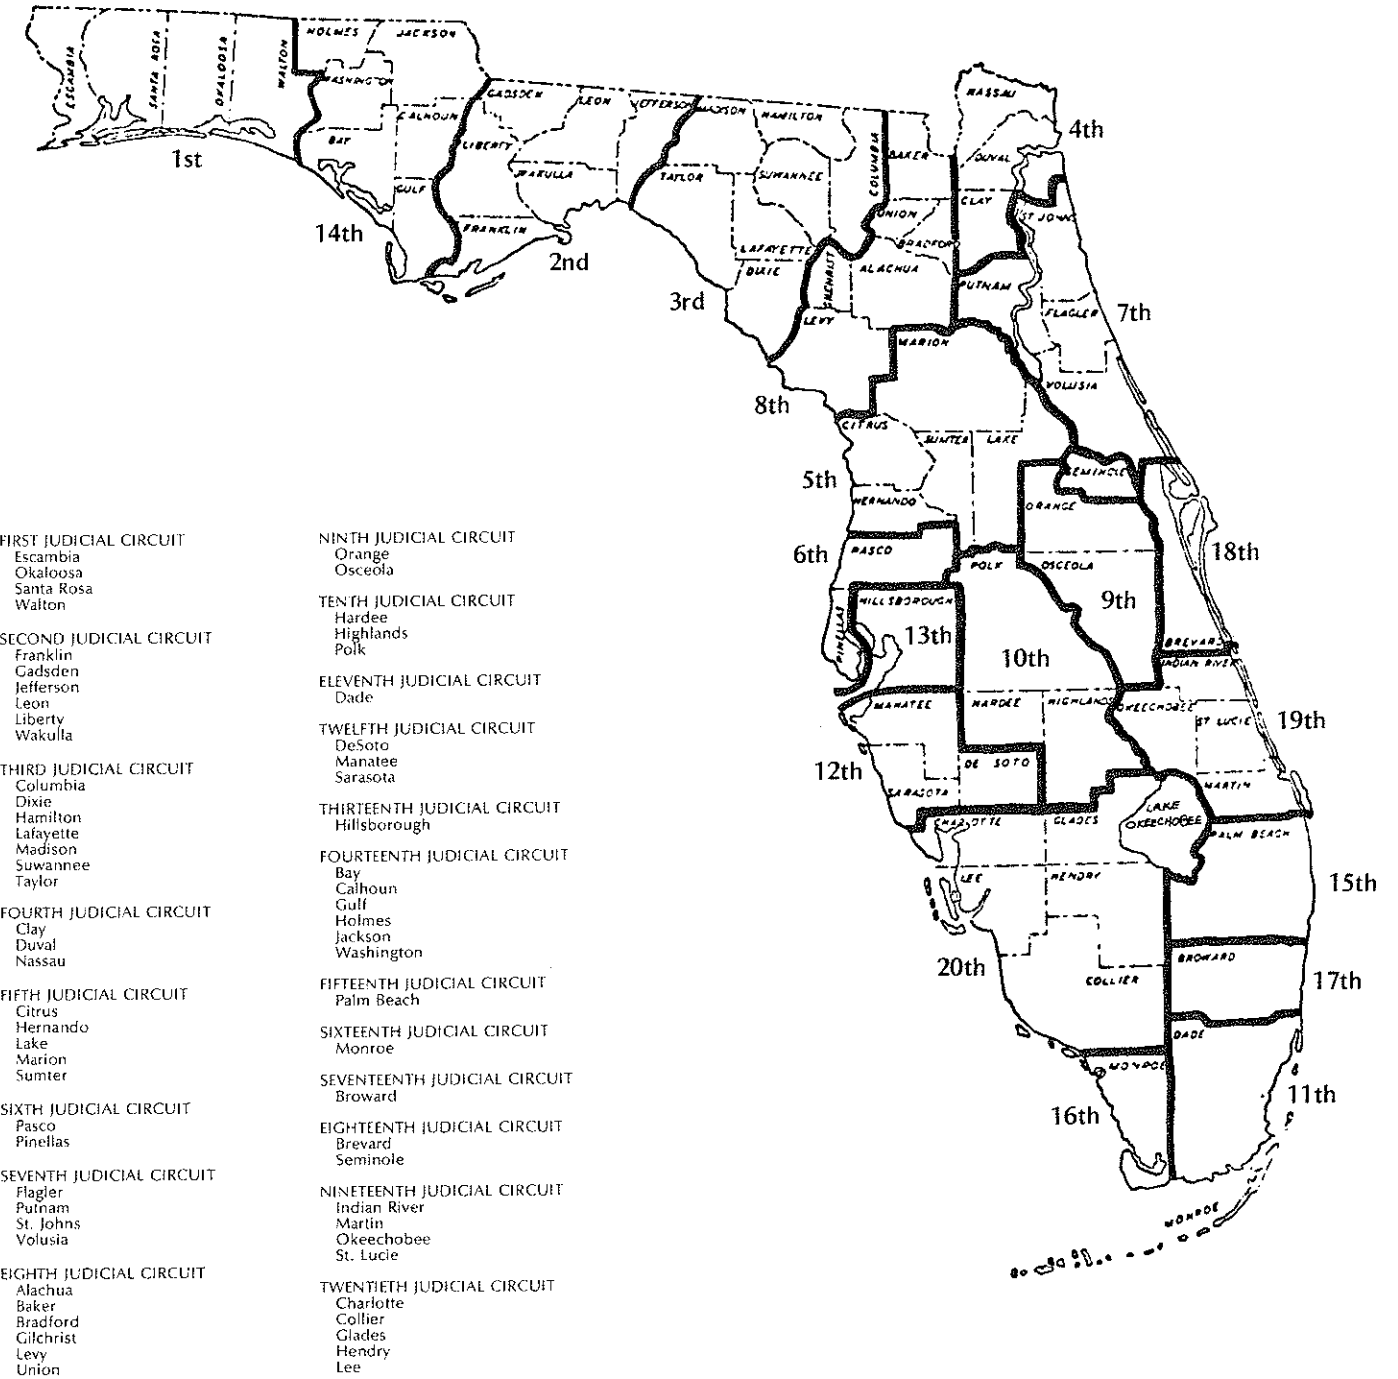 HOLMES
JACKSON
ESCAMBIA
SANTA ROSA
OKALOOSA
WALTON
WASHINGTON
BAY
CALHOUN
GULF
GADSDEN
LEON
JEFFERSON
MADISON
HAMILTON
LIBERTY
WAKULLA
FRANKLIN
TAYLOR
SUWANNEE
COLUMBIA
LAFAYETTE
DIXIE
BAKER
NASSAU
DUVAL
UNION
BRADFORD
CLAY
ST JOHNS
GILCHRIST
ALACHUA
PUTNAM
LEVY
FLAGLER
MARION
VOLUSIA
1st
14th
2nd
3rd
4th
7th
8th
CITRUS
SUMTER
LAKE
SEMINOLE
5th
HERNANDO
ORANGE
6th
PASCO
POLK
OSCEOLA
18th
9th
HILLSBOROUGH
PINELLAS
13th
10th
BREVARD
INDIAN RIVER
MANATEE
HARDEE
HIGHLANDS
OKEECHOBEE
ST LUCIE
19th
12th
DE SOTO
SARASOTA
MARTIN
LAKE
OKEECHOBEE
CHARLOTTE
GLADES
PALM BEACH
LEE
HENDRY
15th
20th
COLLIER
BROWARD
17th
DADE
MONROE
11th
16th
MONROE
FIRST JUDICIAL CIRCUIT
Escambia
Okaloosa
Santa Rosa
Walton
SECOND JUDICIAL CIRCUIT
Franklin
Gadsden
Jefferson
Leon
Liberty
Wakulla
THIRD JUDICIAL CIRCUIT
Columbia
Dixie
Hamilton
Lafayette
Madison
Suwannee
Taylor
FOURTH JUDICIAL CIRCUIT
Clay
Duval
Nassau
FIFTH JUDICIAL CIRCUIT
Citrus
Hernando
Lake
Marion
Sumter
SIXTH JUDICIAL CIRCUIT
Pasco
Pinellas
SEVENTH JUDICIAL CIRCUIT
Flagler
Putnam
St. Johns
Volusia
EIGHTH JUDICIAL CIRCUIT
Alachua
Baker
Bradford
Gilchrist
Levy
Union
NINTH JUDICIAL CIRCUIT
Orange
Osceola
TENTH JUDICIAL CIRCUIT
Hardee
Highlands
Polk
ELEVENTH JUDICIAL CIRCUIT
Dade
TWELFTH JUDICIAL CIRCUIT
DeSoto
Manatee
Sarasota
THIRTEENTH JUDICIAL CIRCUIT
Hillsborough
FOURTEENTH JUDICIAL CIRCUIT
Bay
Calhoun
Gulf
Holmes
Jackson
Washington
FIFTEENTH JUDICIAL CIRCUIT
Palm Beach
SIXTEENTH JUDICIAL CIRCUIT
Monroe
SEVENTEENTH JUDICIAL CIRCUIT
Broward
EIGHTEENTH JUDICIAL CIRCUIT
Brevard
Seminole
NINETEENTH JUDICIAL CIRCUIT
Indian River
Martin
Okeechobee
St. Lucie
TWENTIETH JUDICIAL CIRCUIT
Charlotte
Collier
Glades
Hendry
Lee